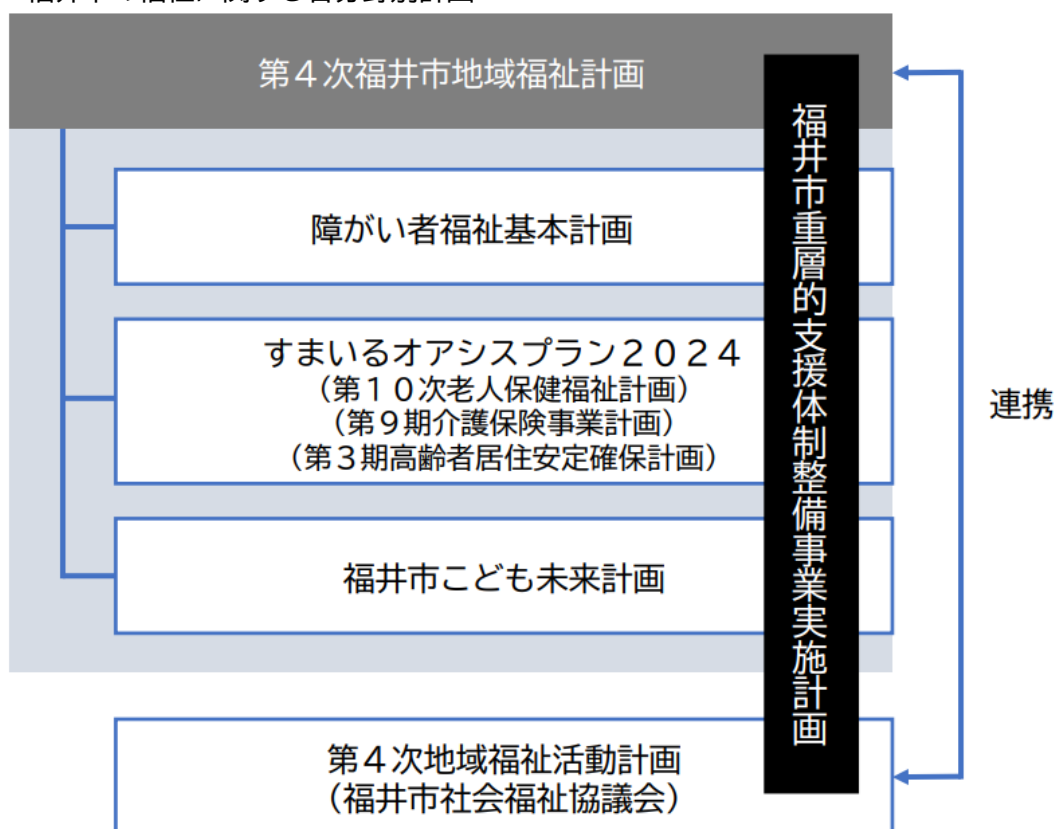 第４次福井市地域福祉計画
障がい者福祉基本計画
すまいるオアシスプラン２０２４
（第１０次老人保健福祉計画）
（第９期介護保険事業計画）
（第３期高齢者居住安定確保計画）
福井市こども未来計画
第４次地域福祉活動計画
（福井市社会福祉協議会）
福井市重層的支援体制整備事業実施計画
連携